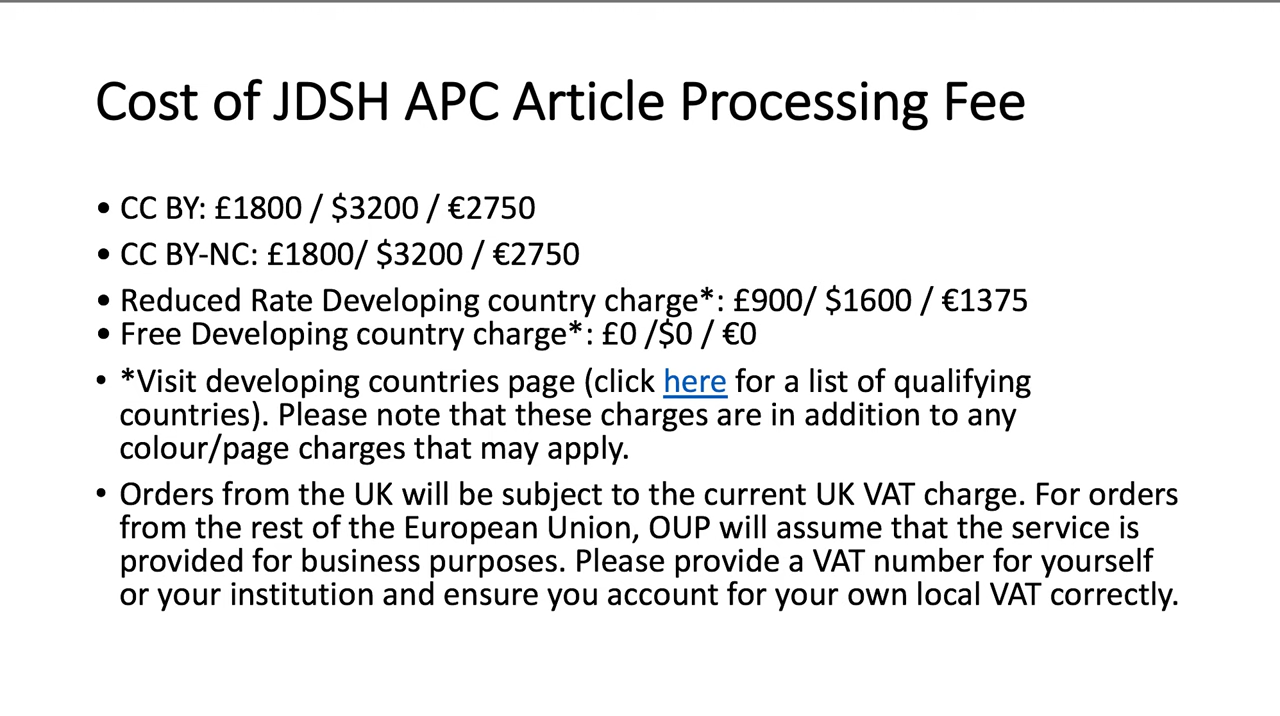 Cost of JDSH APC Article Processing Fee
• CC BY: £1800 / $3200 / €2750
• CC BY-NC: £1800/ $3200 / €2750
• Reduced Rate Developing country charge*: £900/ $1600 / €1375
• Free Developing country charge*: £0 /$0 / €0
• *Visit developing countries page (click here for a list of qualifying
countries). Please note that these charges are in addition to any
colour/page charges that may apply.
• Orders from the UK will be subject to the current UK VAT charge. For orders
from the rest of the European Union, OUP will assume that the service is
provided for business purposes. Please provide a VAT number for yourself
or your institution and ensure you account for your own local VAT correctly.